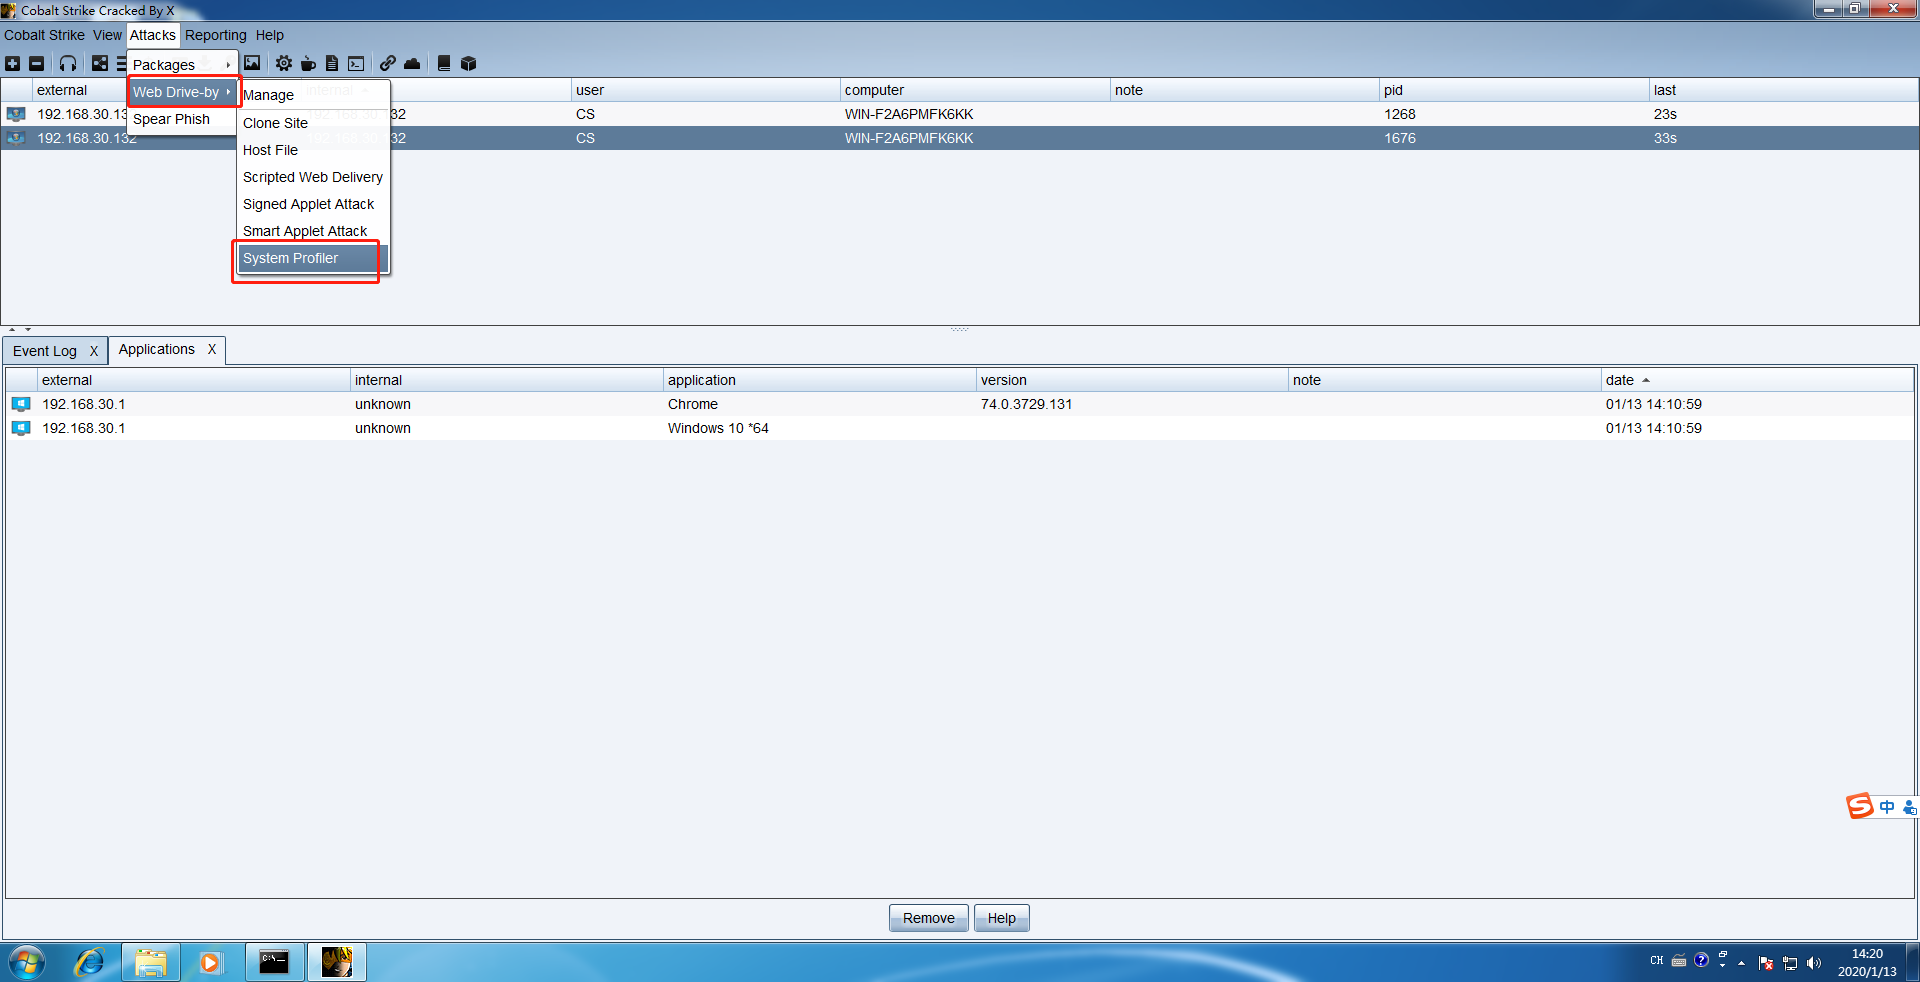 Cobalt Strike Cracked By X
Cobalt Strike View Attacks Reporting Help
Packages
Web Drive-by
Spear Phish
Manage
Clone Site
Host File
Scripted Web Delivery
Signed Applet Attack
Smart Applet Attack
System Profiler
external internal user computer note pid last
192.168.30.132 CS WIN-F2A6PMFK6KK 1268 23s
192.168.30.132 CS WIN-F2A6PMFK6KK 1676 33s
Event Log X Applications X
external internal application version note date
192.168.30.1 unknown Chrome 74.0.3729.131 01/13 14:10:59
192.168.30.1 unknown Windows 10 *64 01/13 14:10:59
S 中
Remove Help
C:\._
CH
14:20
2020/1/13